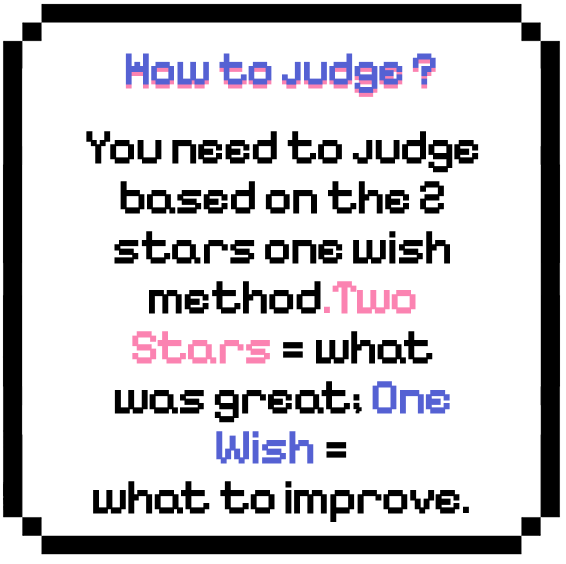 How to Judge ?
You need to judge
based on the 2
stars one wish
method.Two
Stars = what
was great; One
Wish =
what to improve.